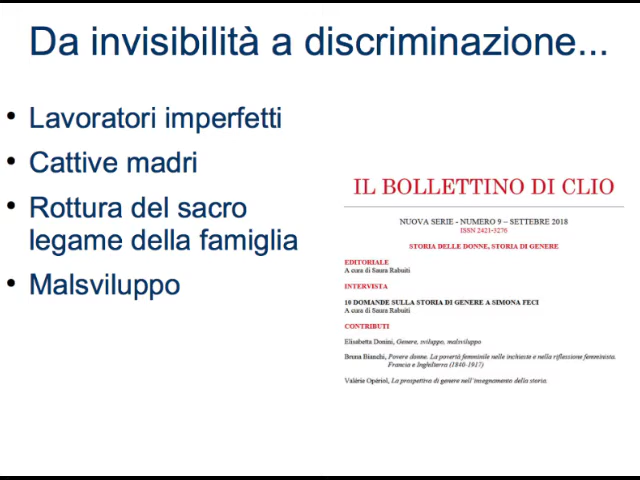 Da invisibilità a discriminazione...
• Lavoratori imperfetti
• Cattive madri
• Rottura del sacro
legame della famiglia
• Malsviluppo
IL BOLLETTINO DI CLIO
NUOVA SERIE - NUMERO 9 – SETTEBRE 2018
ISSN 2421-3276
STORIA DELLE DONNE, STORIA DI GENERE
EDITORIALE
A cura di Saura Rabuiti
INTERVISTA
10 DOMANDE SULLA STORIA DI GENERE A SIMONA FECI
A cura di Saura Rabuiti
CONTRIBUTI
Elisabetta Donini, Genere, sviluppo, malsviluppo
Bruna Bianchi, Povere donne. La povertà femminile nelle inchieste e nella riflessione femminista.
Francia e Inghilterra (1840-1917)
Valérie Opériol, La prospettiva di genere nell'insegnamento della storia